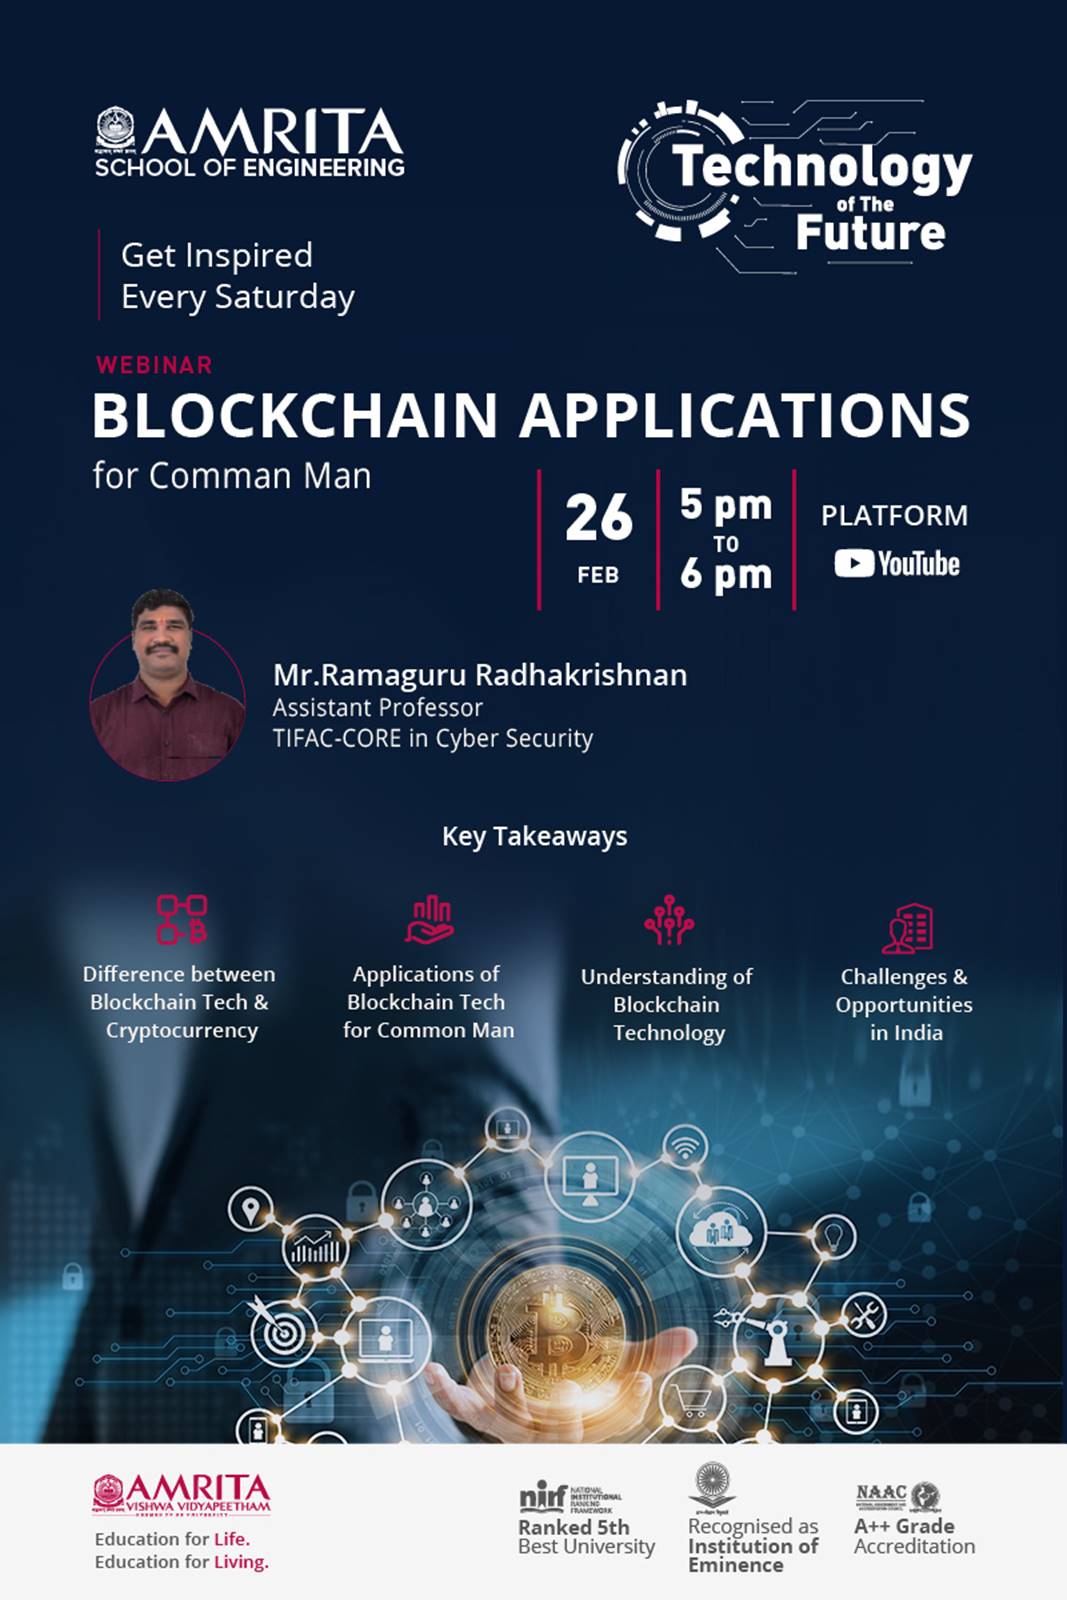 AMRITA
SCHOOL OF ENGINEERING
Technology
of The
Future
Get Inspired
Every Saturday
WEBINAR
BLOCKCHAIN APPLICATIONS
for Comman Man
26
FEB
5 pm
TO
6 pm
PLATFORM
YouTube
Mr.Ramaguru Radhakrishnan
Assistant Professor
TIFAC-CORE in Cyber Security
Key Takeaways
Difference between
Blockchain Tech &
Cryptocurrency
Applications of
Blockchain Tech
for Common Man
Understanding of
Blockchain
Technology
Challenges &
Opportunities
in India
AMRITA
VISHWA VIDYAPEETHAM
Education for Life.
Education for Living.
nirf
NATIONAL
INSTITUTIONAL
RANKING
FRAMEWORK
Ranked 5th
Best University
Recognised as
Institution of
Eminence
NAAC
A++ Grade
Accreditation